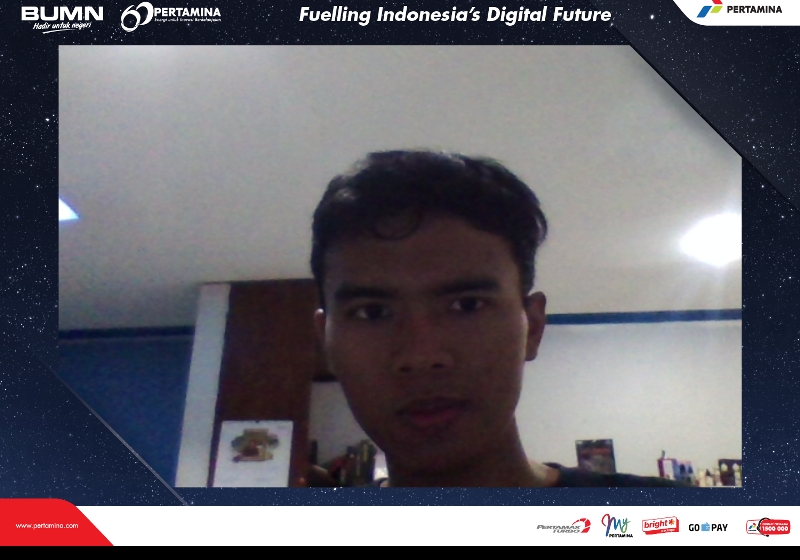 BUMN
Hadir untuk negeri
60 PERTAMINA
Fuelling Indonesia's Digital Future
PERTAMINA
www.pertamina.com
PERTAMAX
TURBO
My
PERTAMINA
bright
GO PAY
1500 000